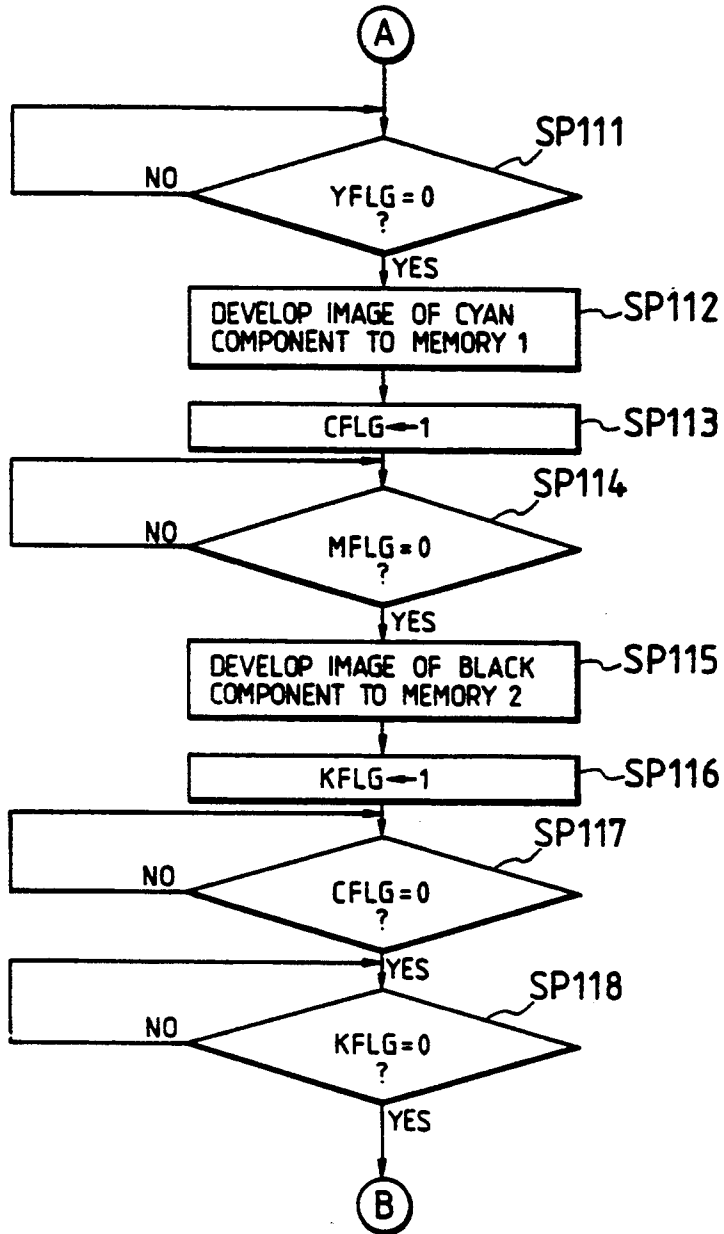 A
SP111
NO
YFLG=0
?
YES
DEVELOP IMAGE OF CYAN
COMPONENT TO MEMORY 1
SP112
CFLG←1
SP113
SP114
NO
MFLG=0
?
YES
DEVELOP IMAGE OF BLACK
COMPONENT TO MEMORY 2
SP115
KFLG←1
SP116
SP117
NO
CFLG=0
?
YES
SP118
NO
KFLG=0
?
YES
B